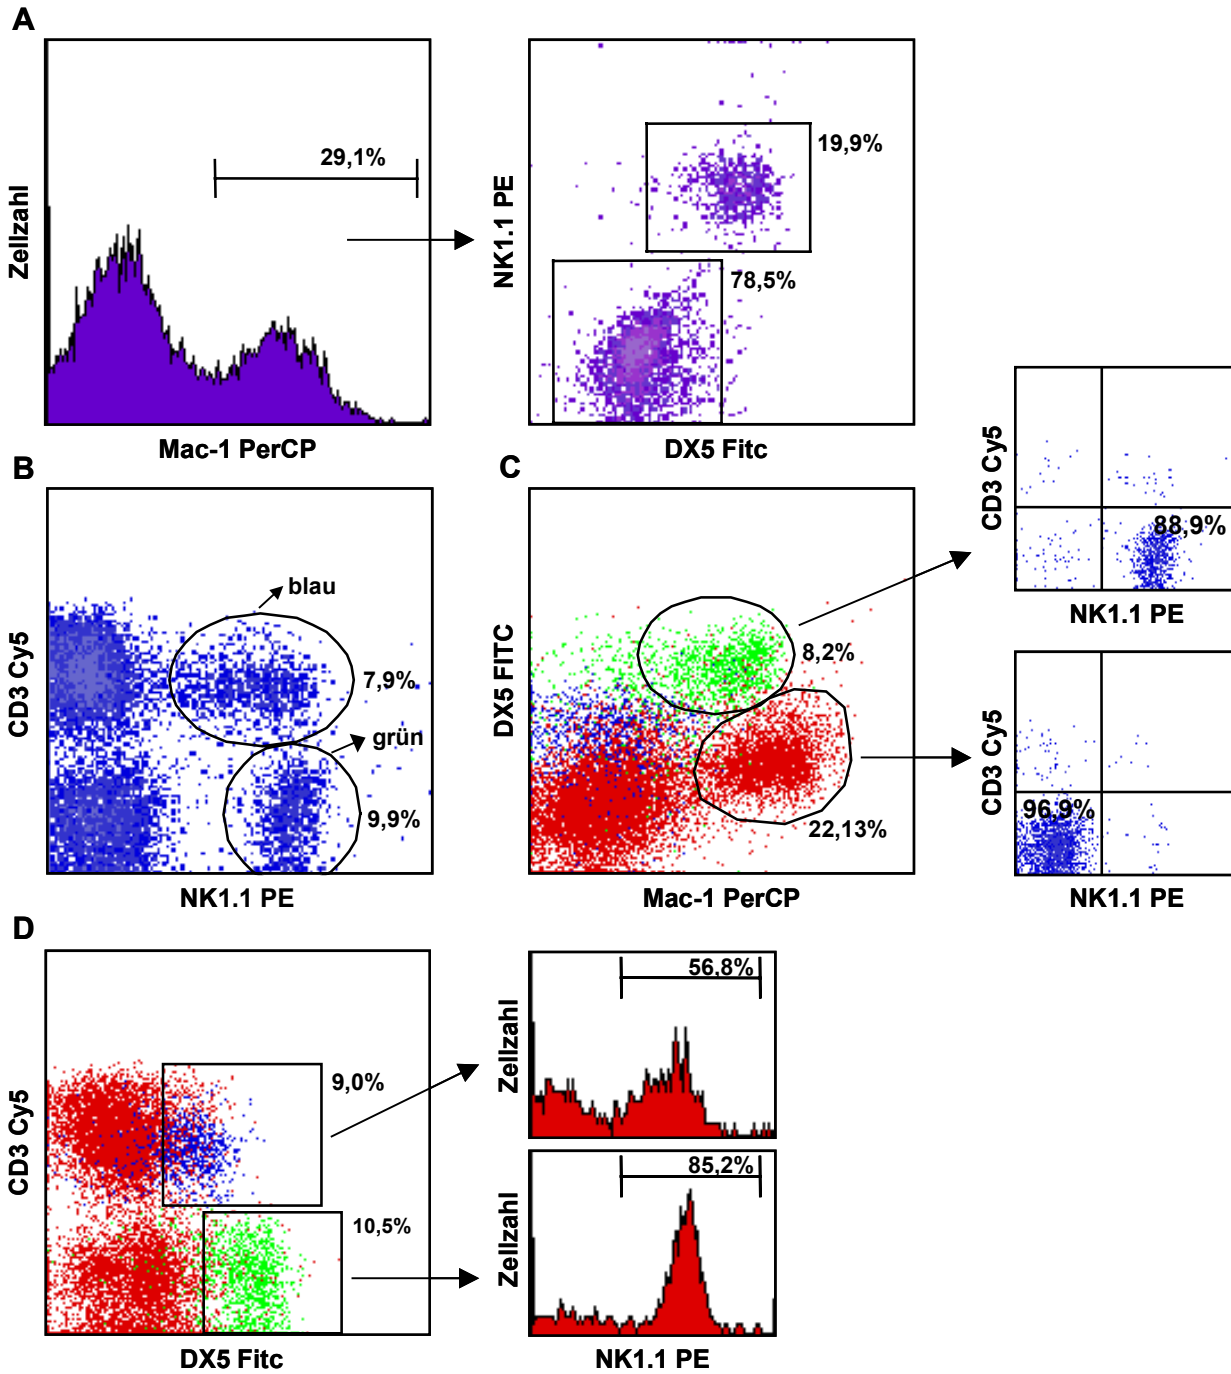 A
29,1%
Zellzahl
Mac-1 PerCP
19,9%
78,5%
NK1.1 PE
DX5 Fitc
B
blau
7,9%
grün
9,9%
CD3 Cy5
NK1.1 PE
C
8,2%
22,13%
DX5 FITC
Mac-1 PerCP
CD3 Cy5
88,9%
NK1.1 PE
CD3 Cy5
96,9%
NK1.1 PE
D
9,0%
10,5%
CD3 Cy5
DX5 Fitc
56,8%
Zellzahl
85,2%
Zellzahl
NK1.1 PE